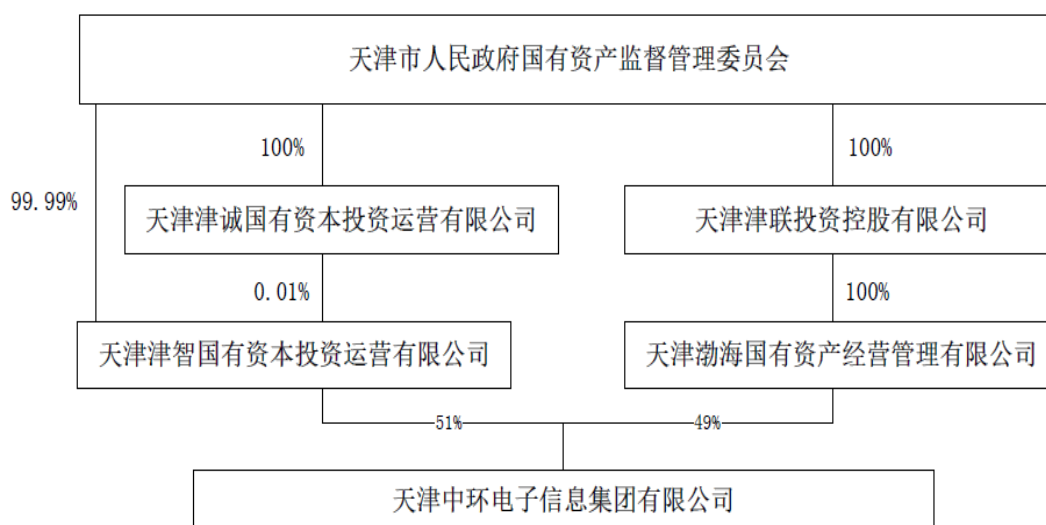 天津市人民政府国有资产监督管理委员会
100%
100%
99.99%
天津津诚国有资本投资运营有限公司
天津津联投资控股有限公司
0.01%
100%
天津津智国有资本投资运营有限公司
天津渤海国有资产经营管理有限公司
51%
49%
天津中环电子信息集团有限公司